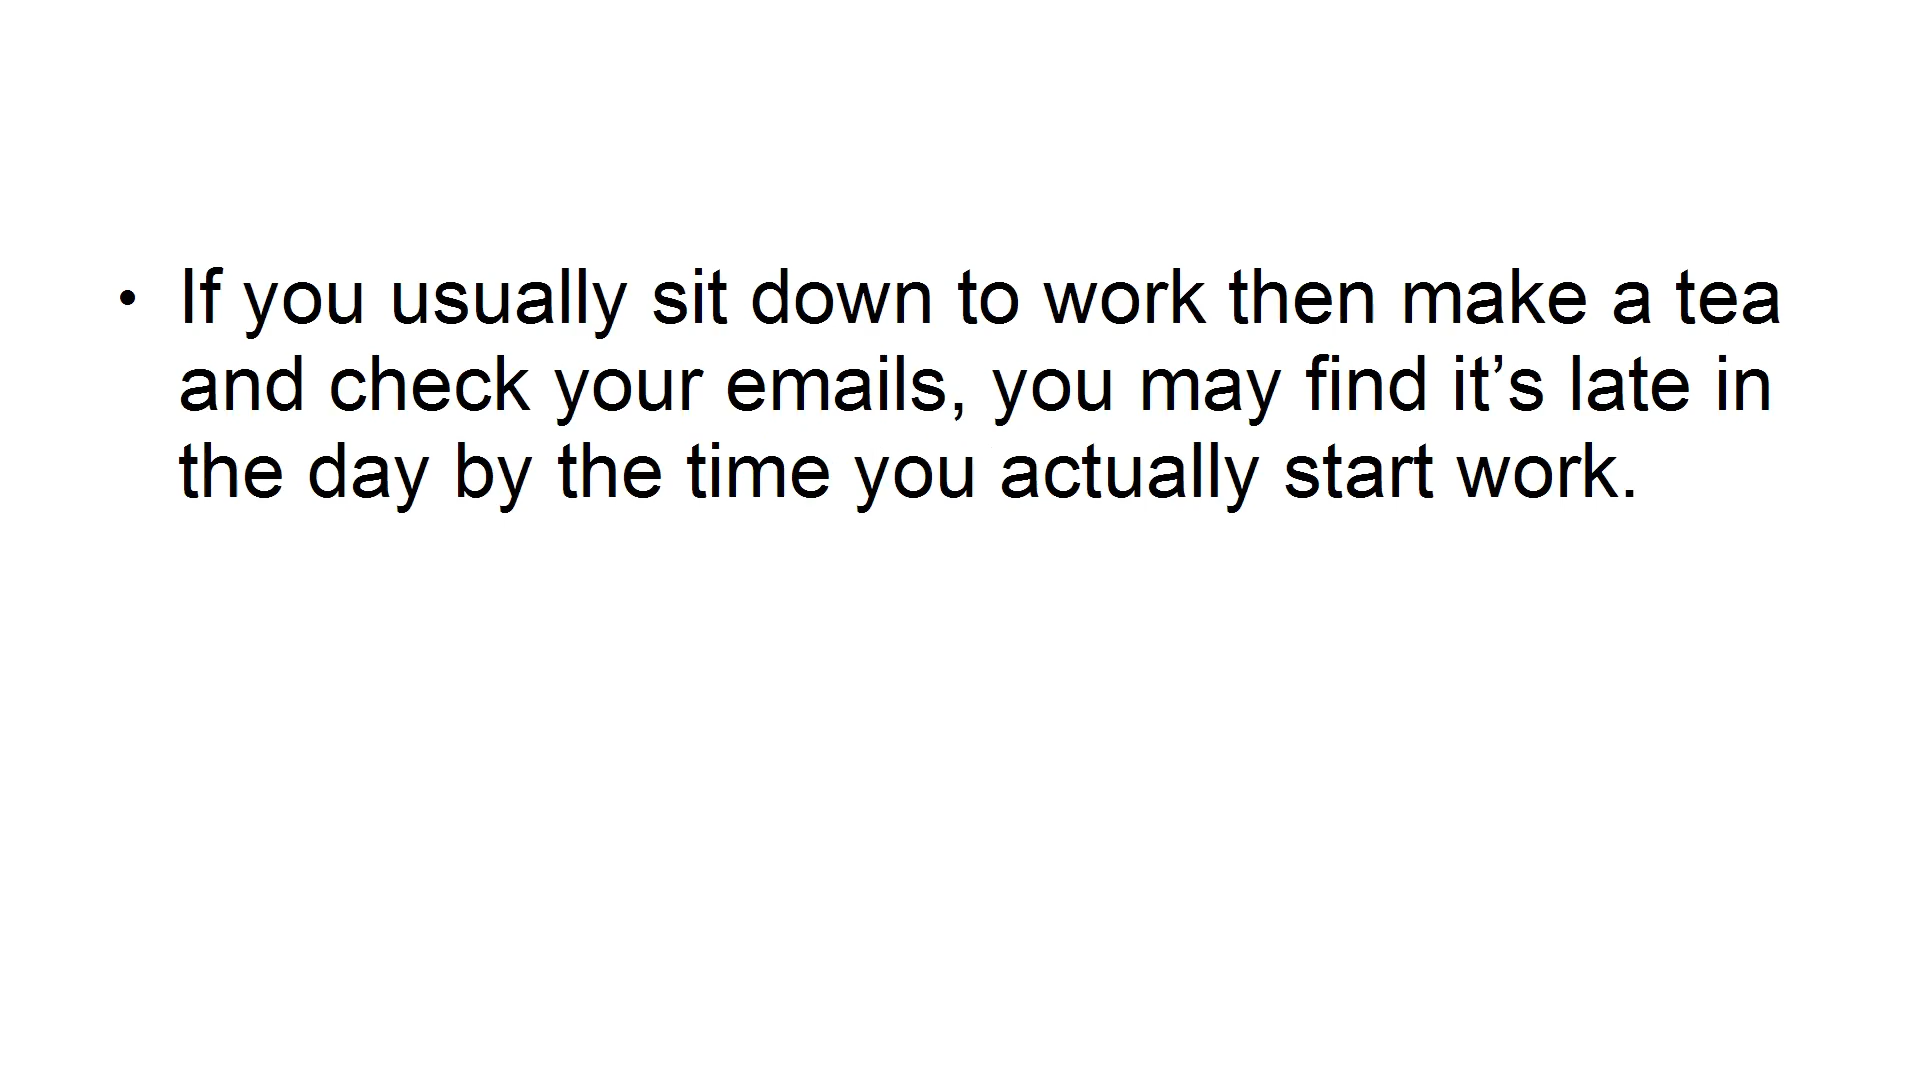 • If you usually sit down to work then make a tea
and check your emails, you may find it’s late in
the day by the time you actually start work.